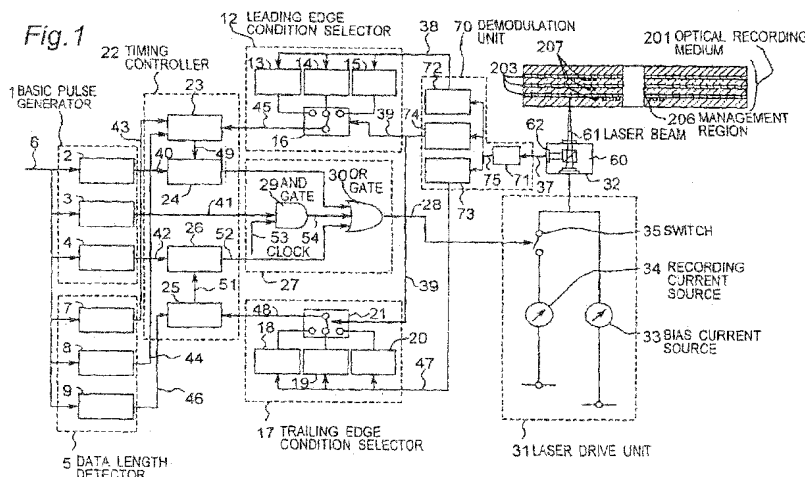 Fig.1
12 LEADING EDGE
CONDITION SELECTOR
38
70 DEMODULATION
UNIT
201 OPTICAL RECORDING
MEDIUM
22 TIMING
CONTROLLER
13
14
15
72
203
207
1 BASIC PULSE
GENERATOR
23
43
45
16
39
74
206
MANAGEMENT
REGION
61 LASER BEAM
6
2
40
49
29 AND
GATE
30 OR
GATE
62
60
71
75
37
32
24
3
41
28
73
26
52
53
54
CLOCK
27
35 SWITCH
4
42
51
39
34 RECORDING
CURRENT
SOURCE
25
48
21
7
18
20
33
BIAS CURRENT
SOURCE
8
44
19
47
9
46
17 TRAILING EDGE
CONDITION SELECTOR
5 DATA LENGTH
DETECTOR
31 LASER DRIVE UNIT